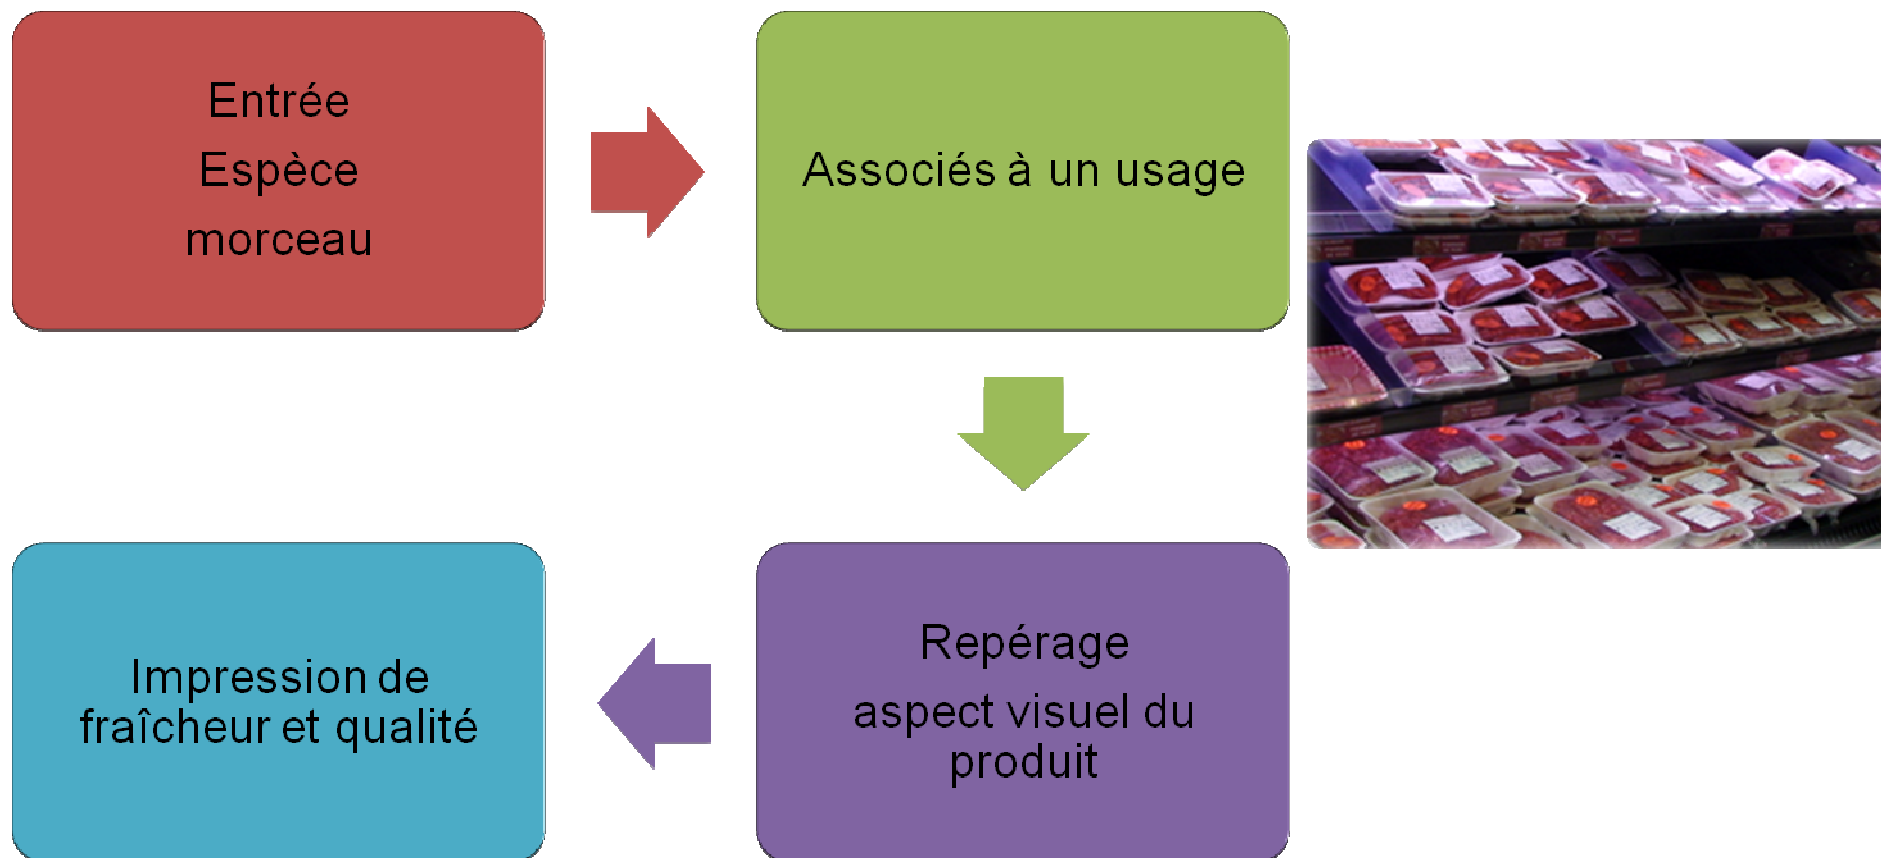 Entrée
Espèce
morceau
Associés à un usage
Repérage
aspect visuel du
produit
Impression de
fraîcheur et qualité